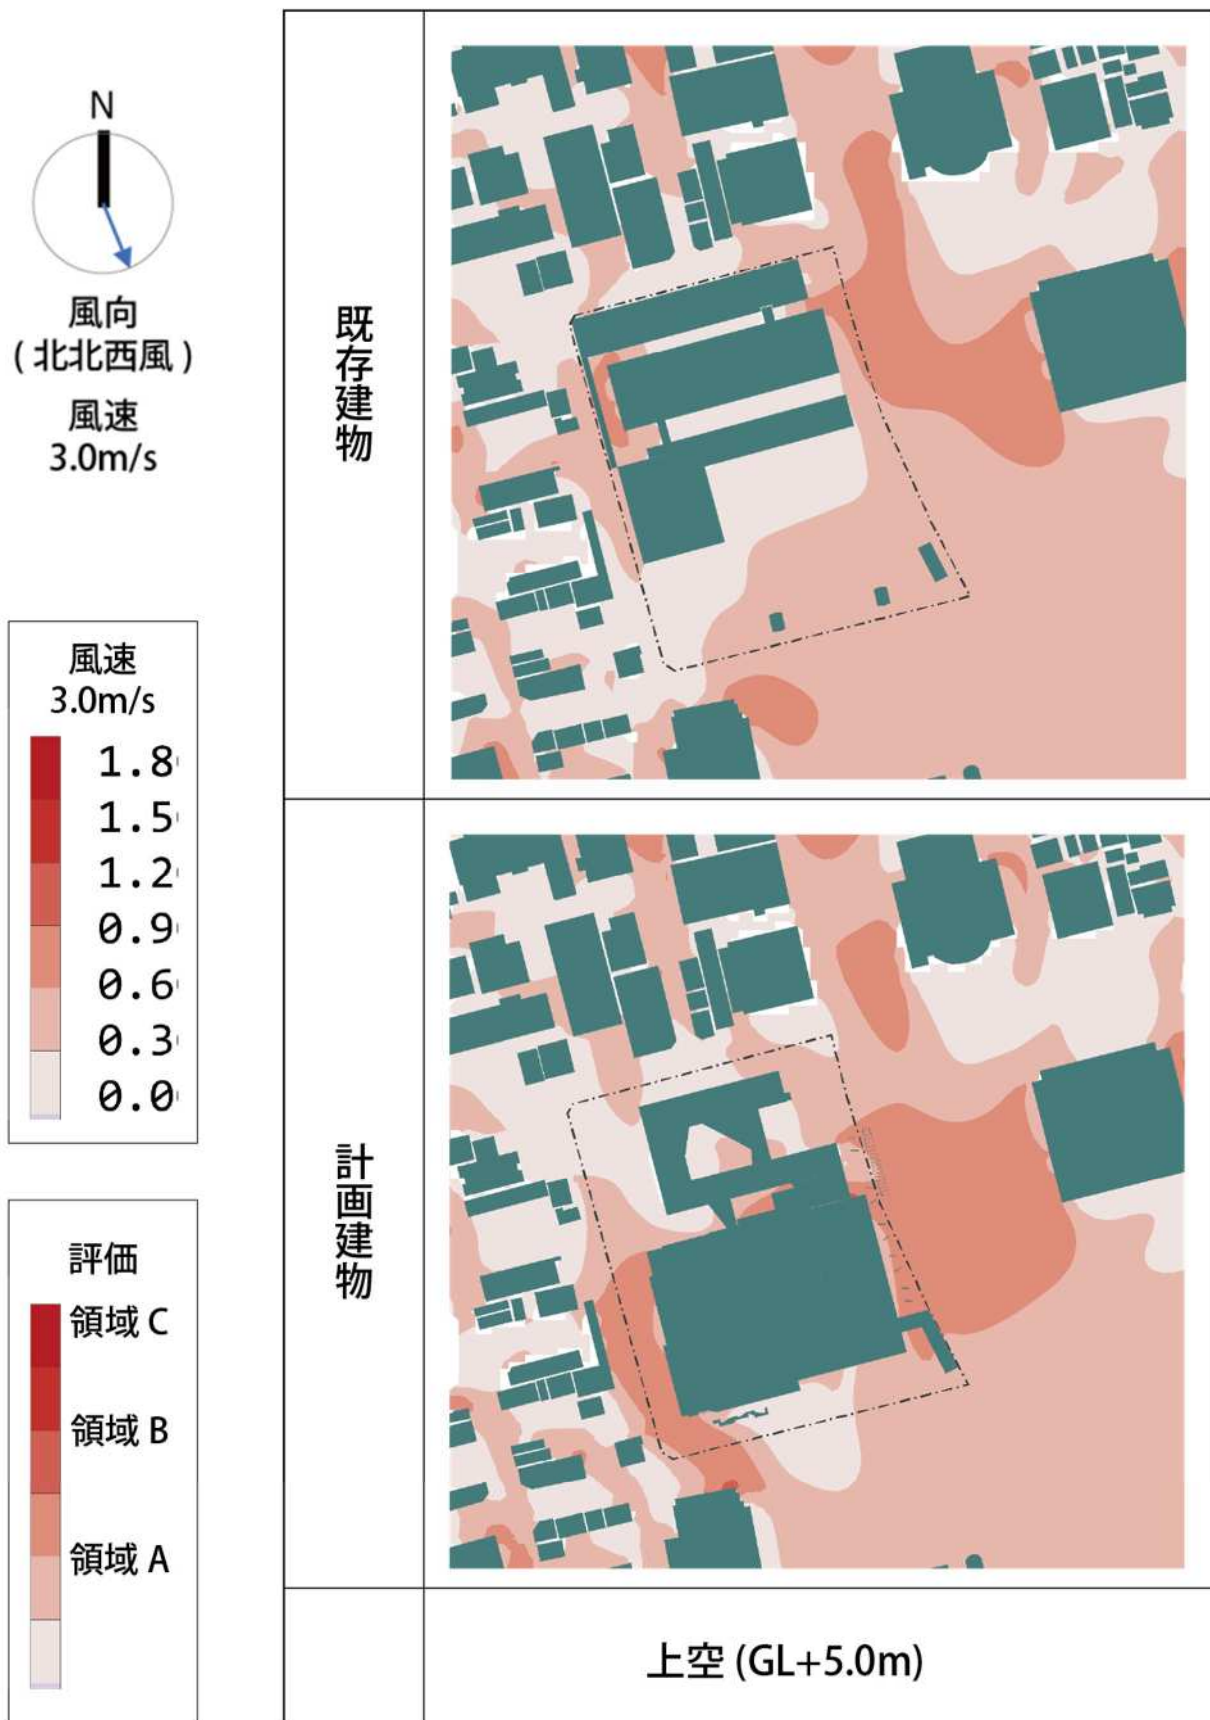 N
風向
(北北西風)
風速
3.0m/s
風速
3.0m/s
1.8
1.5
1.2
0.9
0.6
0.3
0.0
評価
領域 C
領域 B
領域 A
既存建物
計画建物
上空 (GL+5.0m)